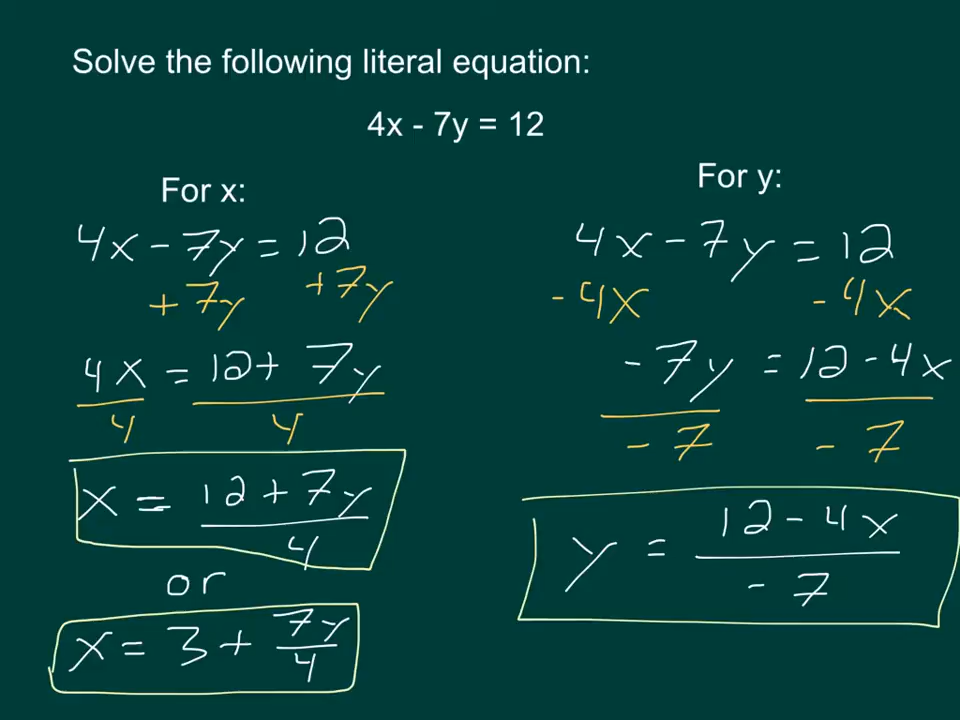 Solve the following literal equation:
4x - 7y = 12
For x:
4x - 7y = 12
+ 7y + 7y
4x = 12 + 7y
4 4
x = 12 + 7y
4
or
x = 3 + 7y
4
For y:
4x - 7y = 12
- 4x - 4x
- 7y = 12 - 4x
- 7 - 7
y = 12 - 4x
- 7